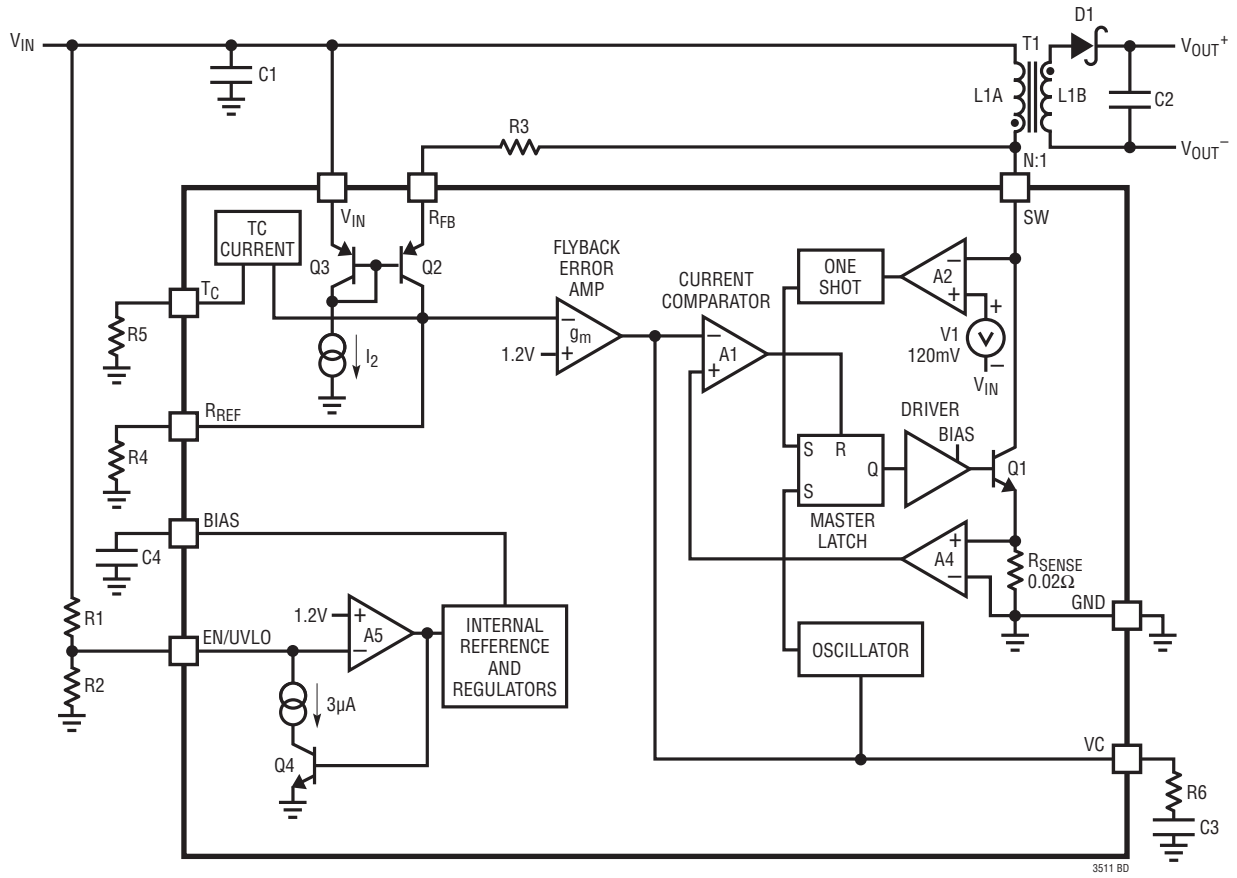 D1
VIN
T1
VOUT+
C1
L1A
L1B
C2
R3
VOUT−
N:1
VIN
RFB
SW
TC
CURRENT
FLYBACK
ERROR
AMP
Q3
Q2
CURRENT
COMPARATOR
ONE
SHOT
−
A2
+
TC
+
V1
120mV
−
VIN
R5
I2
−
gm
+
1.2V
−
A1
+
RREF
DRIVER
BIAS
R4
S
R
Q
S
Q1
MASTER
LATCH
BIAS
C4
+
A4
−
RSENSE
0.02Ω
GND
R1
1.2V
+
A5
−
INTERNAL
REFERENCE
AND
REGULATORS
EN/UVLO
OSCILLATOR
R2
3µA
VC
Q4
R6
C3
3511 BD